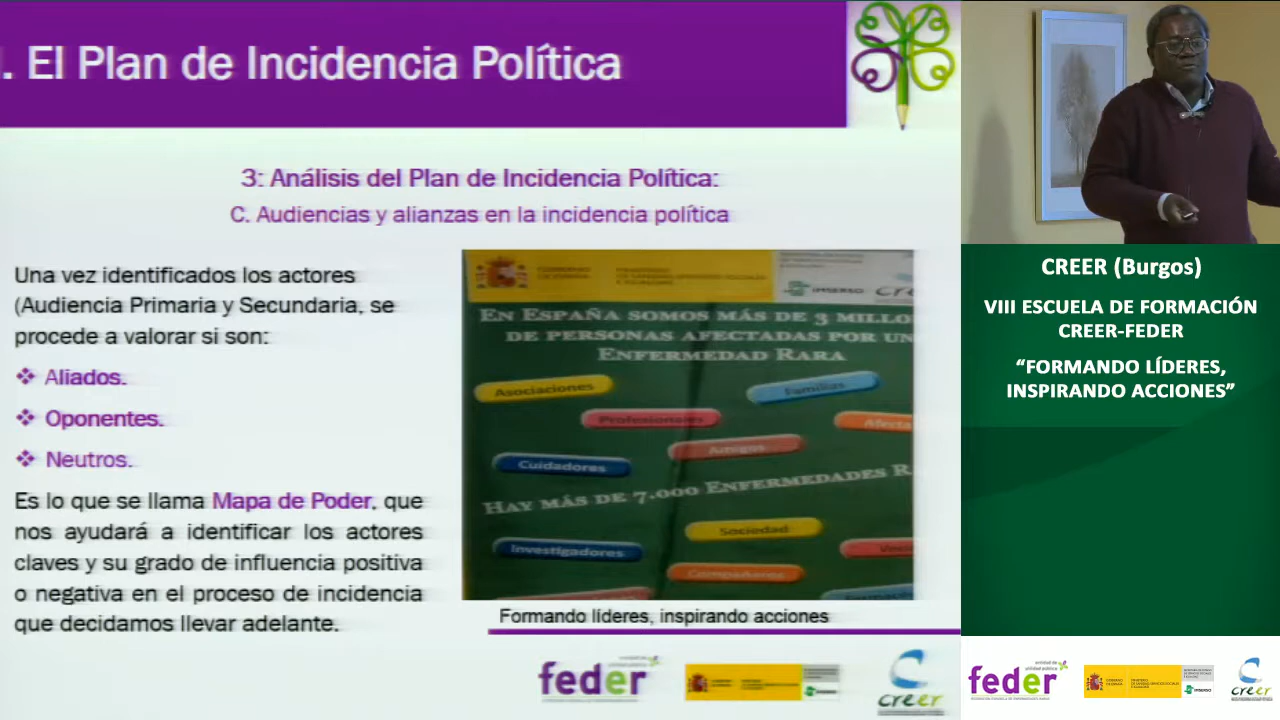 . El Plan de Incidencia Política
3: Análisis del Plan de Incidencia Política:
C. Audiencias y alianzas en la incidencia política
Una vez identificados los actores
(Audiencia Primaria y Secundaria, se
procede a valorar si son:
❖ Aliados.
❖ Oponentes.
❖ Neutros.
Es lo que se llama Mapa de Poder, que
nos ayudará a identificar los actores
claves y su grado de influencia positiva
o negativa en el proceso de incidencia
que decidamos llevar adelante.
En España somos más de 3 millo
de personas afectadas por un
Enfermedad Rara
Asociaciones
Familias
Profesionales
Afecta
Amigos
Cuidadores
Hay más de 7.000 Enfermedades R
Sociedad
Investigadores
Compañeros
Formando líderes, inspirando acciones
feder
creer
CREER (Burgos)
VIII ESCUELA DE FORMACIÓN
CREER-FEDER
“FORMANDO LÍDERES,
INSPIRANDO ACCIONES”
feder
imserso
creer